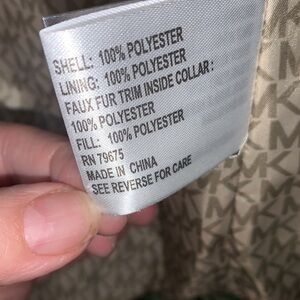 SHELL: 100% POLYESTER
LINING: 100% POLYESTER
FAUX FUR TRIM INSIDE COLLAR:
100% POLYESTER
FILL: 100% POLYESTER
RN 79675
MADE IN CHINA
SEE REVERSE FOR CARE